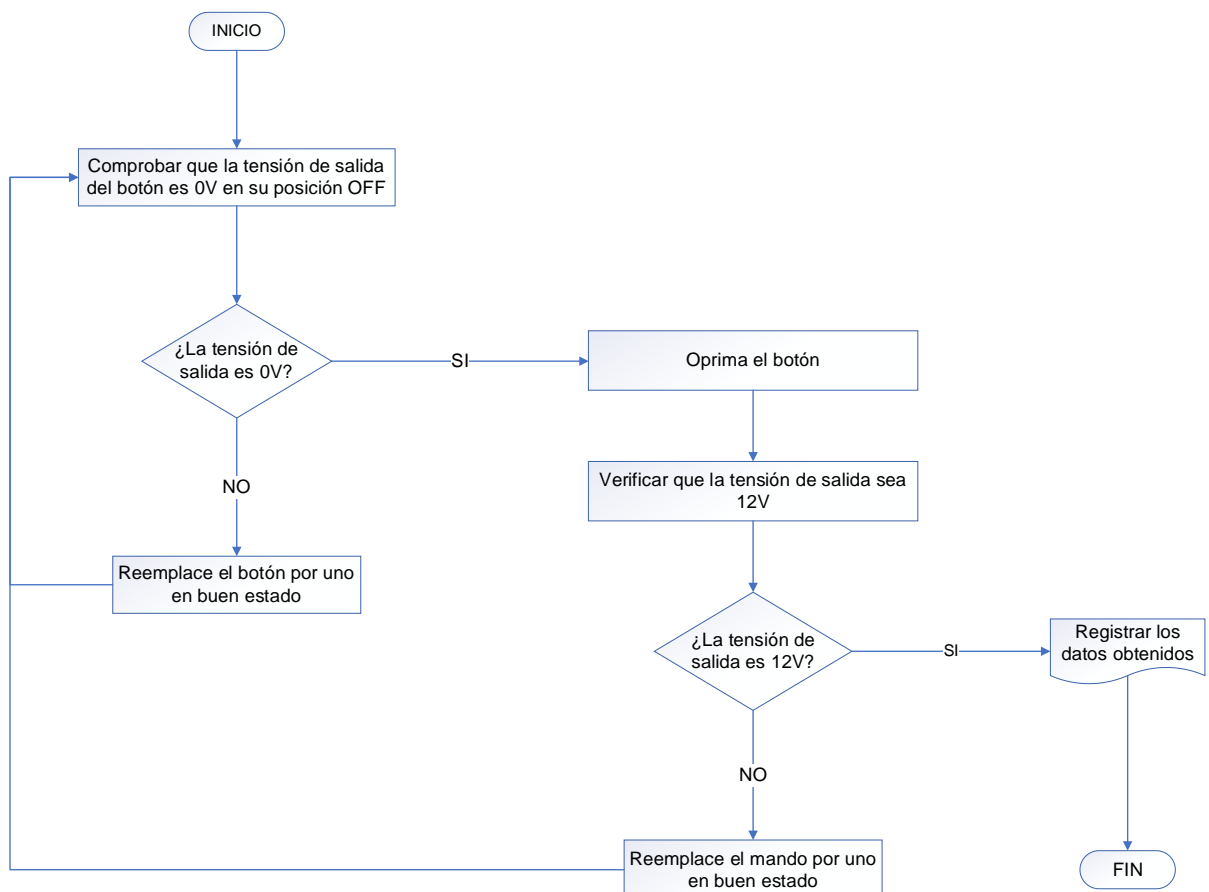 INICIO
Comprobar que la tensión de salida
del botón es 0V en su posición OFF
¿La tensión de
salida es 0V?
SI
Oprima el botón
NO
Verificar que la tensión de salida sea
12V
Reemplace el botón por uno
en buen estado
¿La tensión de
salida es 12V?
SI
Registrar los
datos obtenidos
NO
Reemplace el mando por uno
en buen estado
FIN